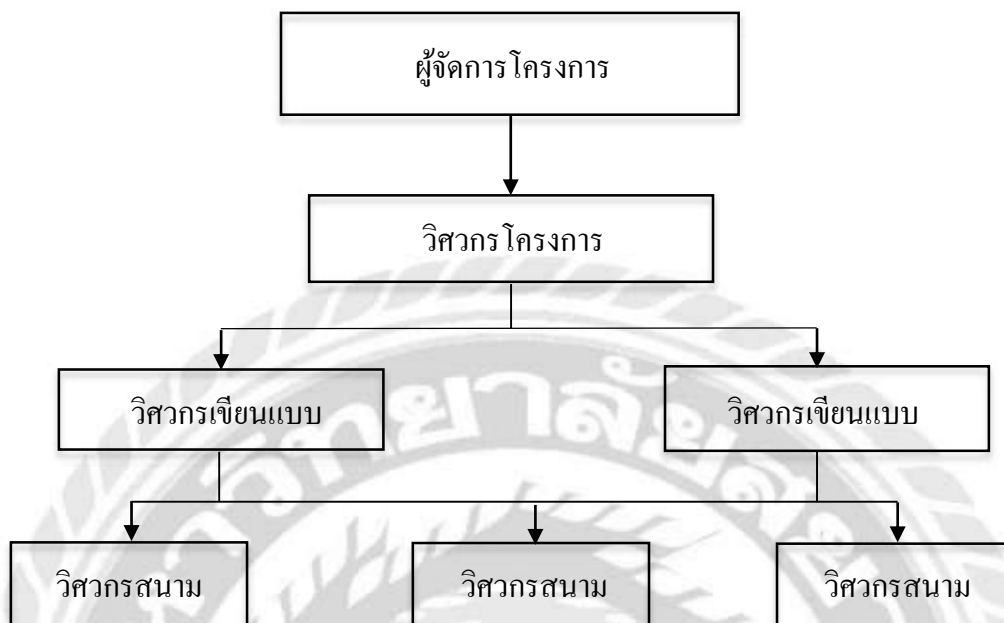 ผู้จัดการโครงการ
วิศวกรโครงการ
วิศวกรเขียนแบบ
วิศวกรเขียนแบบ
วิศวกรสนาม
วิศวกรสนาม
วิศวกรสนาม